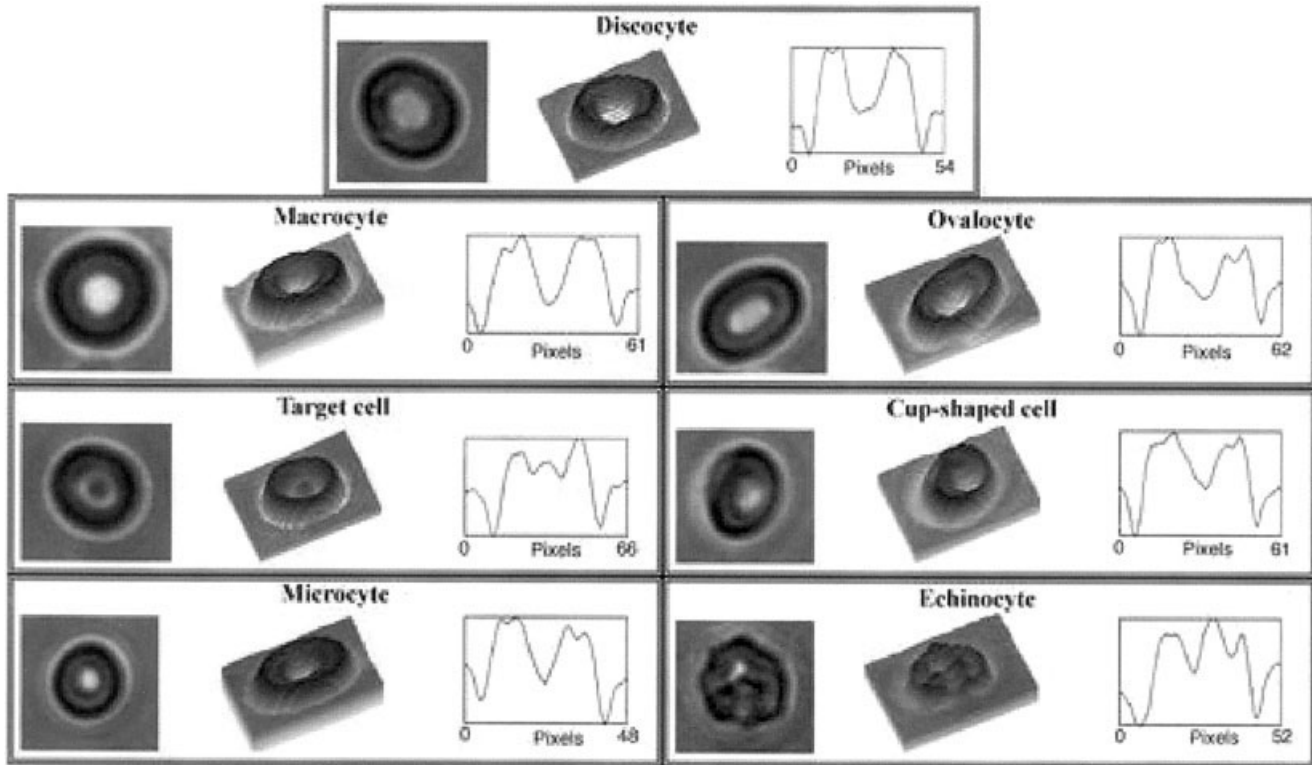 Discocyte
0 Pixels 54
Macrocyte
0 Pixels 61
Ovalocyte
0 Pixels 62
Target cell
0 Pixels 66
Cup-shaped cell
0 Pixels 61
Microcyte
0 Pixels 48
Echinocyte
0 Pixels 52